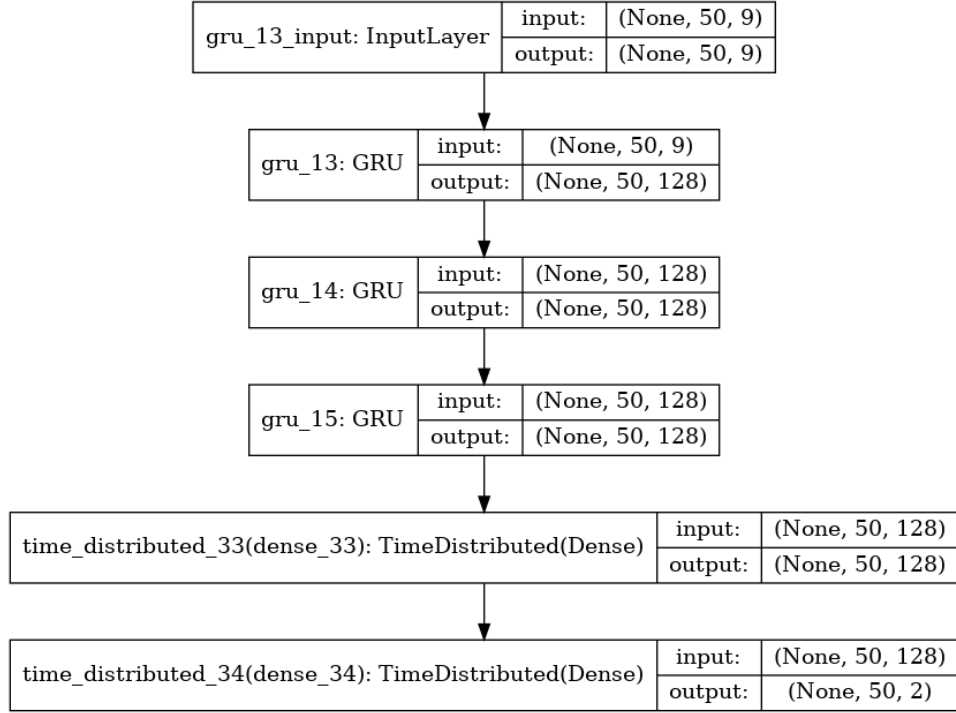 gru_13_input: InputLayer
input: (None, 50, 9)
output: (None, 50, 9)
gru_13: GRU
input: (None, 50, 9)
output: (None, 50, 128)
gru_14: GRU
input: (None, 50, 128)
output: (None, 50, 128)
gru_15: GRU
input: (None, 50, 128)
output: (None, 50, 128)
time_distributed_33(dense_33): TimeDistributed(Dense)
input: (None, 50, 128)
output: (None, 50, 128)
time_distributed_34(dense_34): TimeDistributed(Dense)
input: (None, 50, 128)
output: (None, 50, 2)